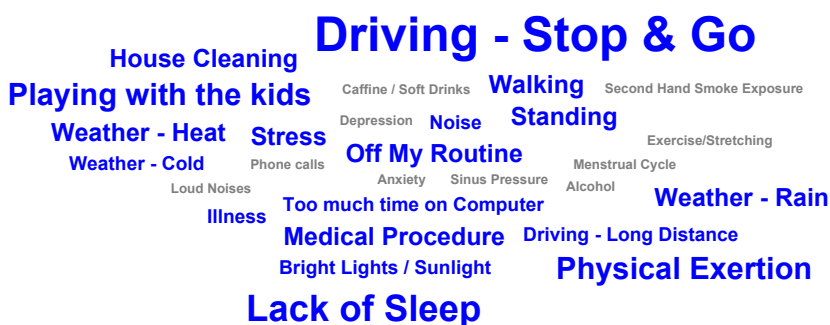 Driving - Stop & Go
House Cleaning
Playing with the kids
Caffine / Soft Drinks
Walking
Second Hand Smoke Exposure
Depression
Noise
Standing
Weather - Heat
Stress
Exercise/Stretching
Off My Routine
Weather - Cold
Phone calls
Menstrual Cycle
Loud Noises
Anxiety
Sinus Pressure
Alcohol
Weather - Rain
Illness
Too much time on Computer
Medical Procedure
Driving - Long Distance
Bright Lights / Sunlight
Physical Exertion
Lack of Sleep